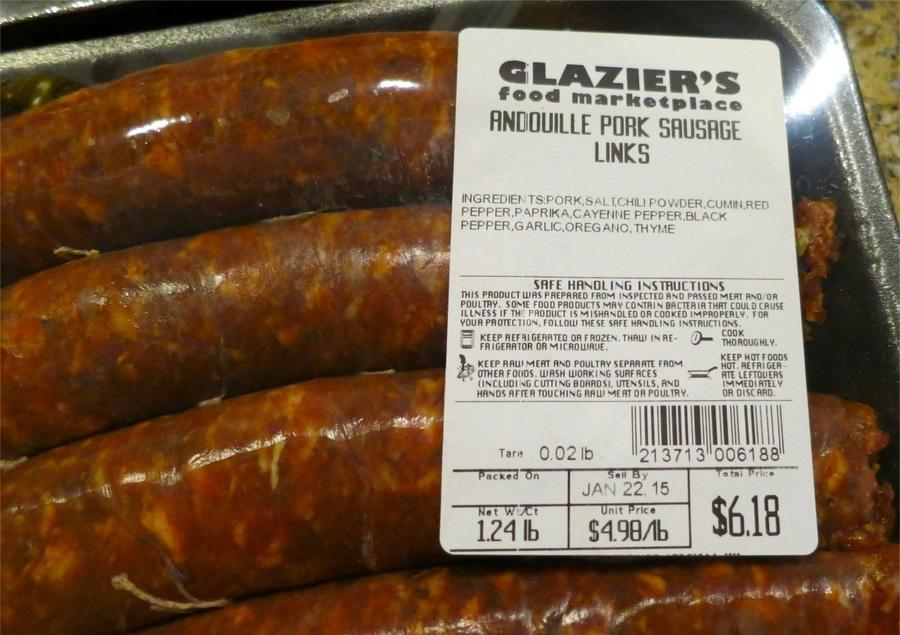 GLAZIER'S
food marketplace
ANDOUILLE PORK SAUSAGE
LINKS
INGREDIENTS:PORK,SALT,CHILI POWDER,CUMIN,RED
PEPPER,PAPRIKA,CAYENNE PEPPER,BLACK
PEPPER,GARLIC,OREGANO,THYME
SAFE HANDLING INSTRUCTIONS
THIS PRODUCT WAS PREPARED FROM INSPECTED AND PASSED MEAT AND/OR
POULTRY. SOME FOOD PRODUCTS MAY CONTAIN BACTERIA THAT COULD CAUSE
ILLNESS IF THE PRODUCT IS MISHANDLED OR COOKED IMPROPERLY. FOR
YOUR PROTECTION, FOLLOW THESE SAFE HANDLING INSTRUCTIONS.
KEEP REFRIGERATED OR FROZEN. THAW IN RE-
FRIGERATOR OR MICROWAVE.
COOK
THOROUGHLY.
KEEP RAW MEAT AND POULTRY SEPARATE FROM
OTHER FOODS. WASH WORKING SURFACES
(INCLUDING CUTTING BOARDS), UTENSILS, AND
HANDS AFTER TOUCHING RAW MEAT OR POULTRY.
KEEP HOT FOODS
HOT. REFRIGER-
ATE LEFTOVERS
IMMEDIATELY
OR DISCARD.
Tare 0.02 lb
213713 006188
Packed On
Sell By
JAN 22, 15
Total Price
$6.18
Net Wt/Ct
1.24 lb
Unit Price
$4.98/lb